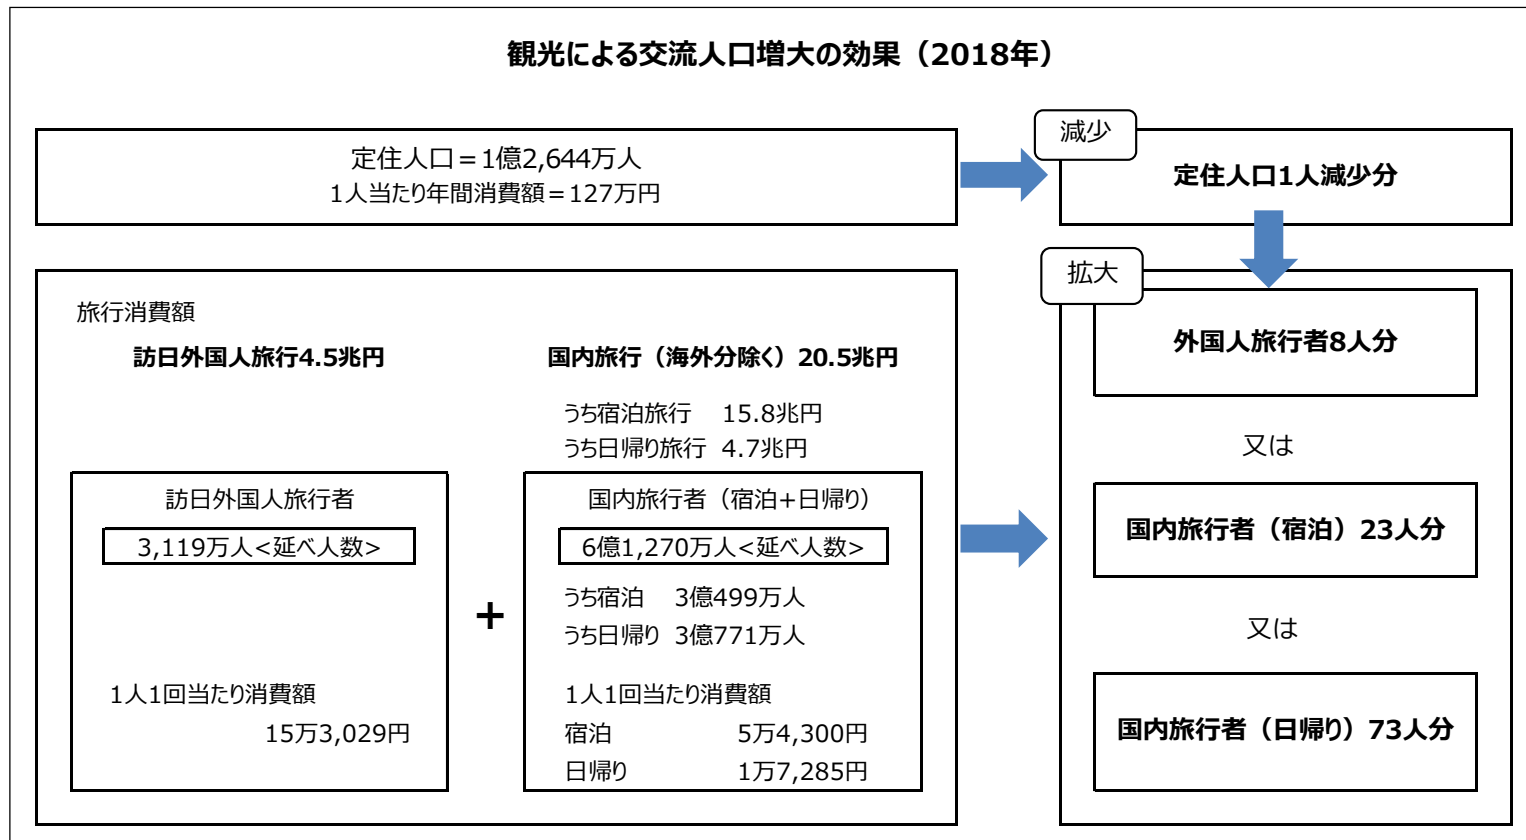 観光による交流人口増大の効果（2018年）
定住人口＝1億2,644万人
1人当たり年間消費額＝127万円
減少
定住人口1人減少分
旅行消費額
訪日外国人旅行4.5兆円
国内旅行（海外分除く）20.5兆円
うち宿泊旅行 15.8兆円
うち日帰り旅行 4.7兆円
訪日外国人旅行者
3,119万人<延べ人数>
1人1回当たり消費額
15万3,029円
+
国内旅行者（宿泊+日帰り）
6億1,270万人<延べ人数>
うち宿泊 3億499万人
うち日帰り 3億771万人
1人1回当たり消費額
宿泊 5万4,300円
日帰り 1万7,285円
拡大
外国人旅行者8人分
又は
国内旅行者（宿泊）23人分
又は
国内旅行者（日帰り）73人分